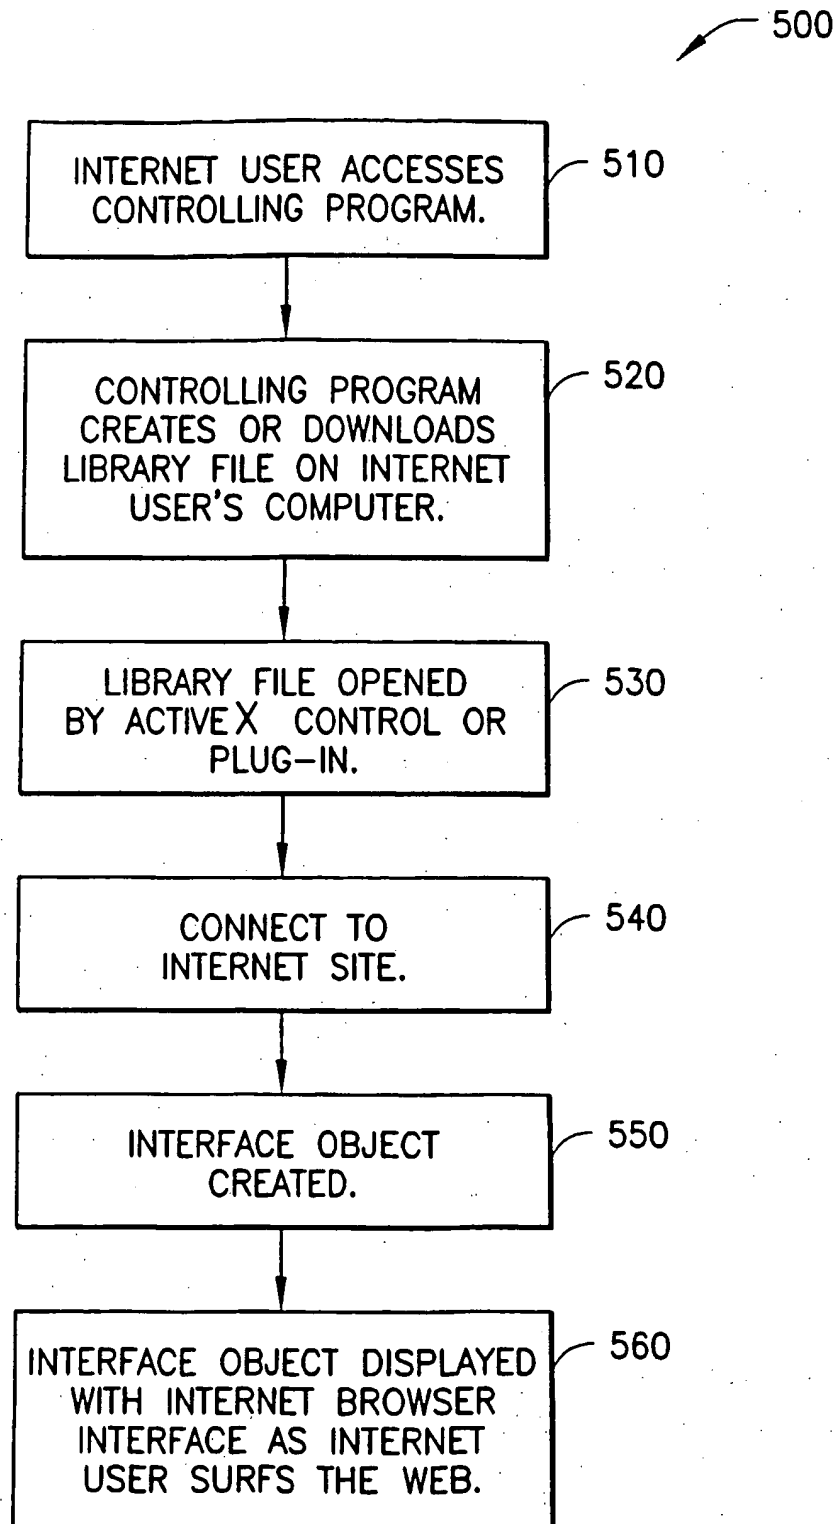 500
INTERNET USER ACCESSES
CONTROLLING PROGRAM.
510
CONTROLLING PROGRAM
CREATES OR DOWNLOADS
LIBRARY FILE ON INTERNET
USER'S COMPUTER.
520
LIBRARY FILE OPENED
BY ACTIVEX CONTROL OR
PLUG-IN.
530
CONNECT TO
INTERNET SITE.
540
INTERFACE OBJECT
CREATED.
550
INTERFACE OBJECT DISPLAYED
WITH INTERNET BROWSER
INTERFACE AS INTERNET
USER SURFS THE WEB.
560